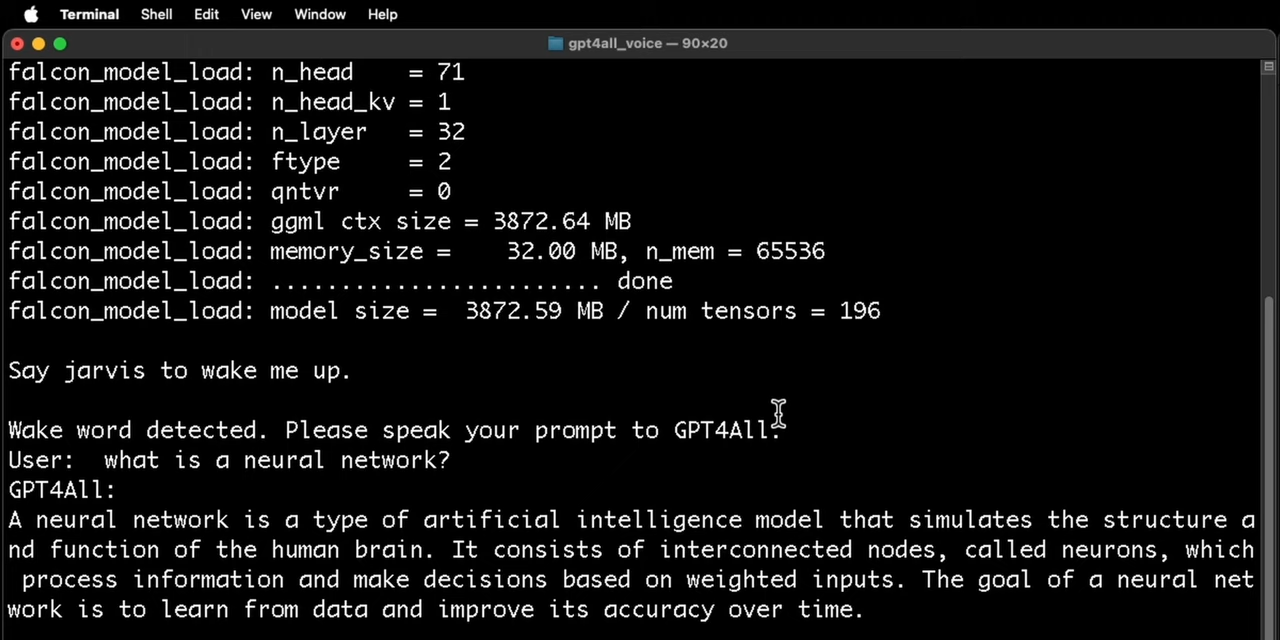 Terminal Shell Edit View Window Help
gpt4all_voice — 90×20
falcon_model_load: n_head    = 71
falcon_model_load: n_head_kv = 1
falcon_model_load: n_layer   = 32
falcon_model_load: ftype     = 2
falcon_model_load: qntvr     = 0
falcon_model_load: ggml ctx size = 3872.64 MB
falcon_model_load: memory_size =    32.00 MB, n_mem = 65536
falcon_model_load: ........................ done
falcon_model_load: model size =  3872.59 MB / num tensors = 196
Say jarvis to wake me up.
Wake word detected. Please speak your prompt to GPT4All.
User:  what is a neural network?
GPT4All:
A neural network is a type of artificial intelligence model that simulates the structure a
nd function of the human brain. It consists of interconnected nodes, called neurons, which
 process information and make decisions based on weighted inputs. The goal of a neural net
work is to learn from data and improve its accuracy over time.